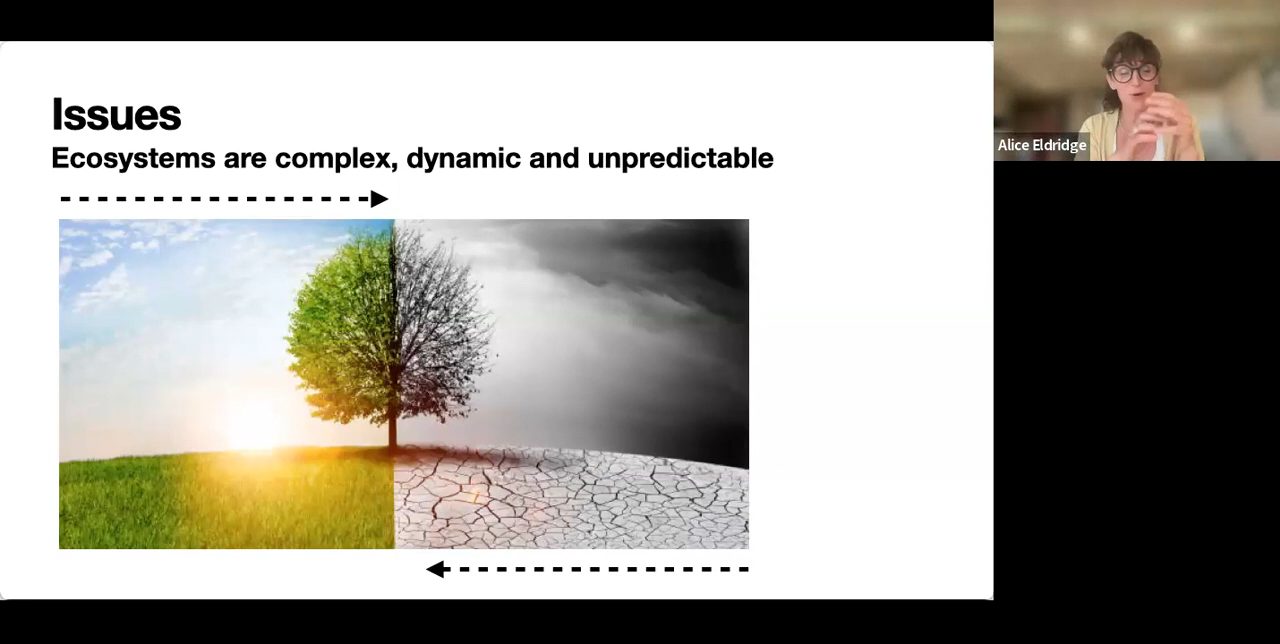 Issues
Ecosystems are complex, dynamic and unpredictable
Alice Eldridge